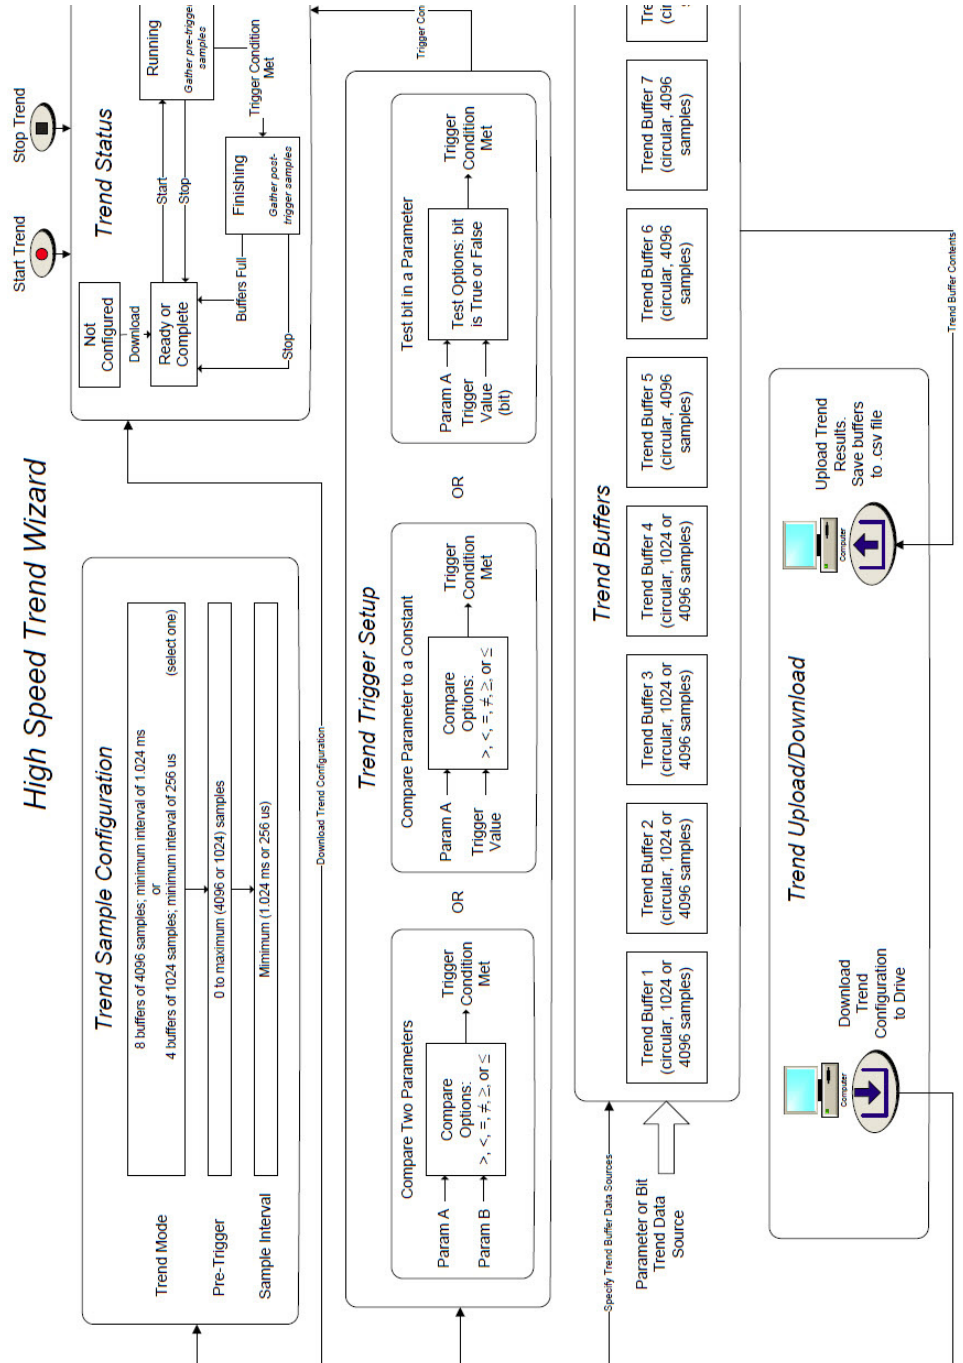 High Speed Trend Wizard
Start Trend
Stop Trend
Trend Sample Configuration
Trend Mode
8 buffers of 4096 samples; minimum interval of 1.024 ms
or
4 buffers of 1024 samples; minimum interval of 256 us
(select one)
Pre-Trigger
0 to maximum (4096 or 1024) samples
Sample Interval
Mimimum (1.024 ms or 256 us)
Trend Status
Not
Configured
Download
Ready or
Complete
Start
Stop
Running
Gather pre-trigger
samples
Trigger Condition
Met
Finishing
Gather post-
trigger samples
Buffers Full
Stop
Download Trend Configuration
Trend Trigger Setup
Compare Two Parameters
Param A
Param B
Compare
Options:
>, <, =, ≠, ≥, or ≤
Trigger
Condition
Met
OR
Compare Parameter to a Constant
Param A
Trigger
Value
Compare
Options:
>, <, =, ≠, ≥, or ≤
Trigger
Condition
Met
OR
Test bit in a Parameter
Param A
Trigger
Value
(bit)
Test Options: bit
is True or False
Trigger
Condition
Met
Trigger Con
Trend Buffers
Specify Trend Buffer Data Sources
Parameter or Bit
Trend Data
Source
Trend Buffer 1
(circular, 1024 or
4096 samples)
Trend Buffer 2
(circular, 1024 or
4096 samples)
Trend Buffer 3
(circular, 1024 or
4096 samples)
Trend Buffer 4
(circular, 1024 or
4096 samples)
Trend Buffer 5
(circular, 4096
samples)
Trend Buffer 6
(circular, 4096
samples)
Trend Buffer 7
(circular, 4096
samples)
Tre
(ci
Trend Upload/Download
Computer
Download
Trend
Configuration
to Drive
Computer
Upload Trend
Results.
Save buffers
to .csv file
Trend Buffer Contents